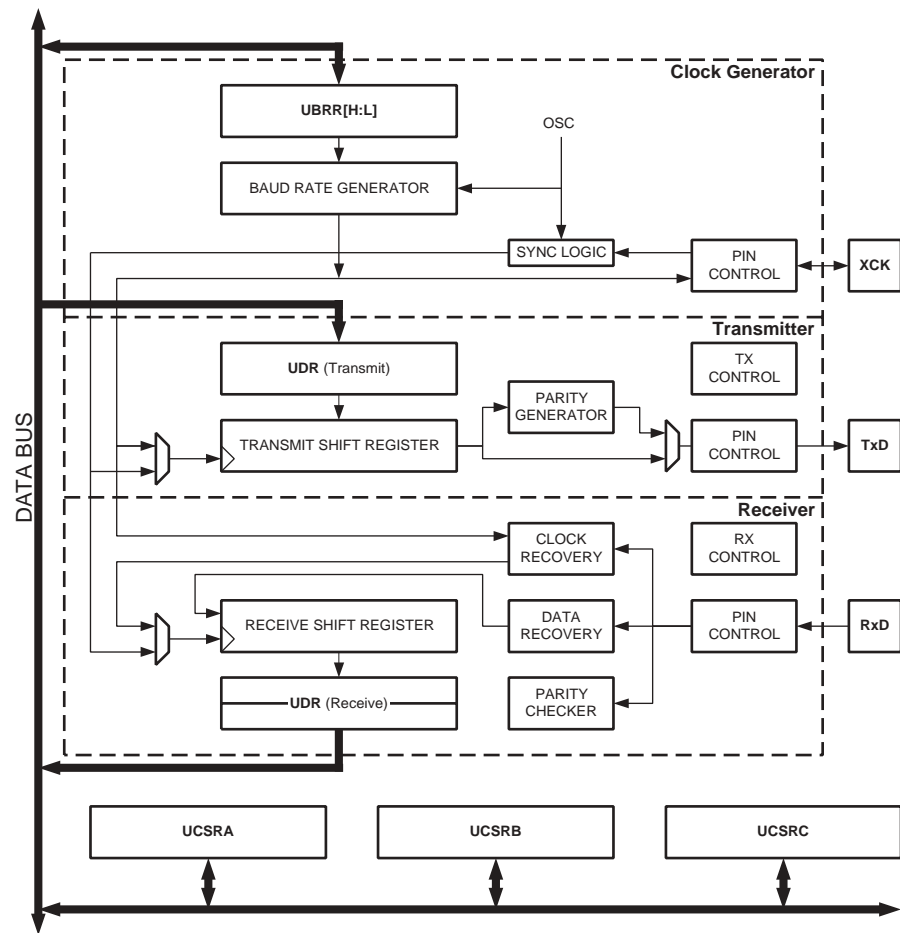 Clock Generator
UBRR[H:L]
OSC
BAUD RATE GENERATOR
SYNC LOGIC
PIN
CONTROL
XCK
Transmitter
UDR (Transmit)
TX
CONTROL
PARITY
GENERATOR
TRANSMIT SHIFT REGISTER
PIN
CONTROL
TxD
DATA BUS
Receiver
CLOCK
RECOVERY
RX
CONTROL
RECEIVE SHIFT REGISTER
DATA
RECOVERY
PIN
CONTROL
RxD
UDR (Receive)
PARITY
CHECKER
UCSRA
UCSRB
UCSRC